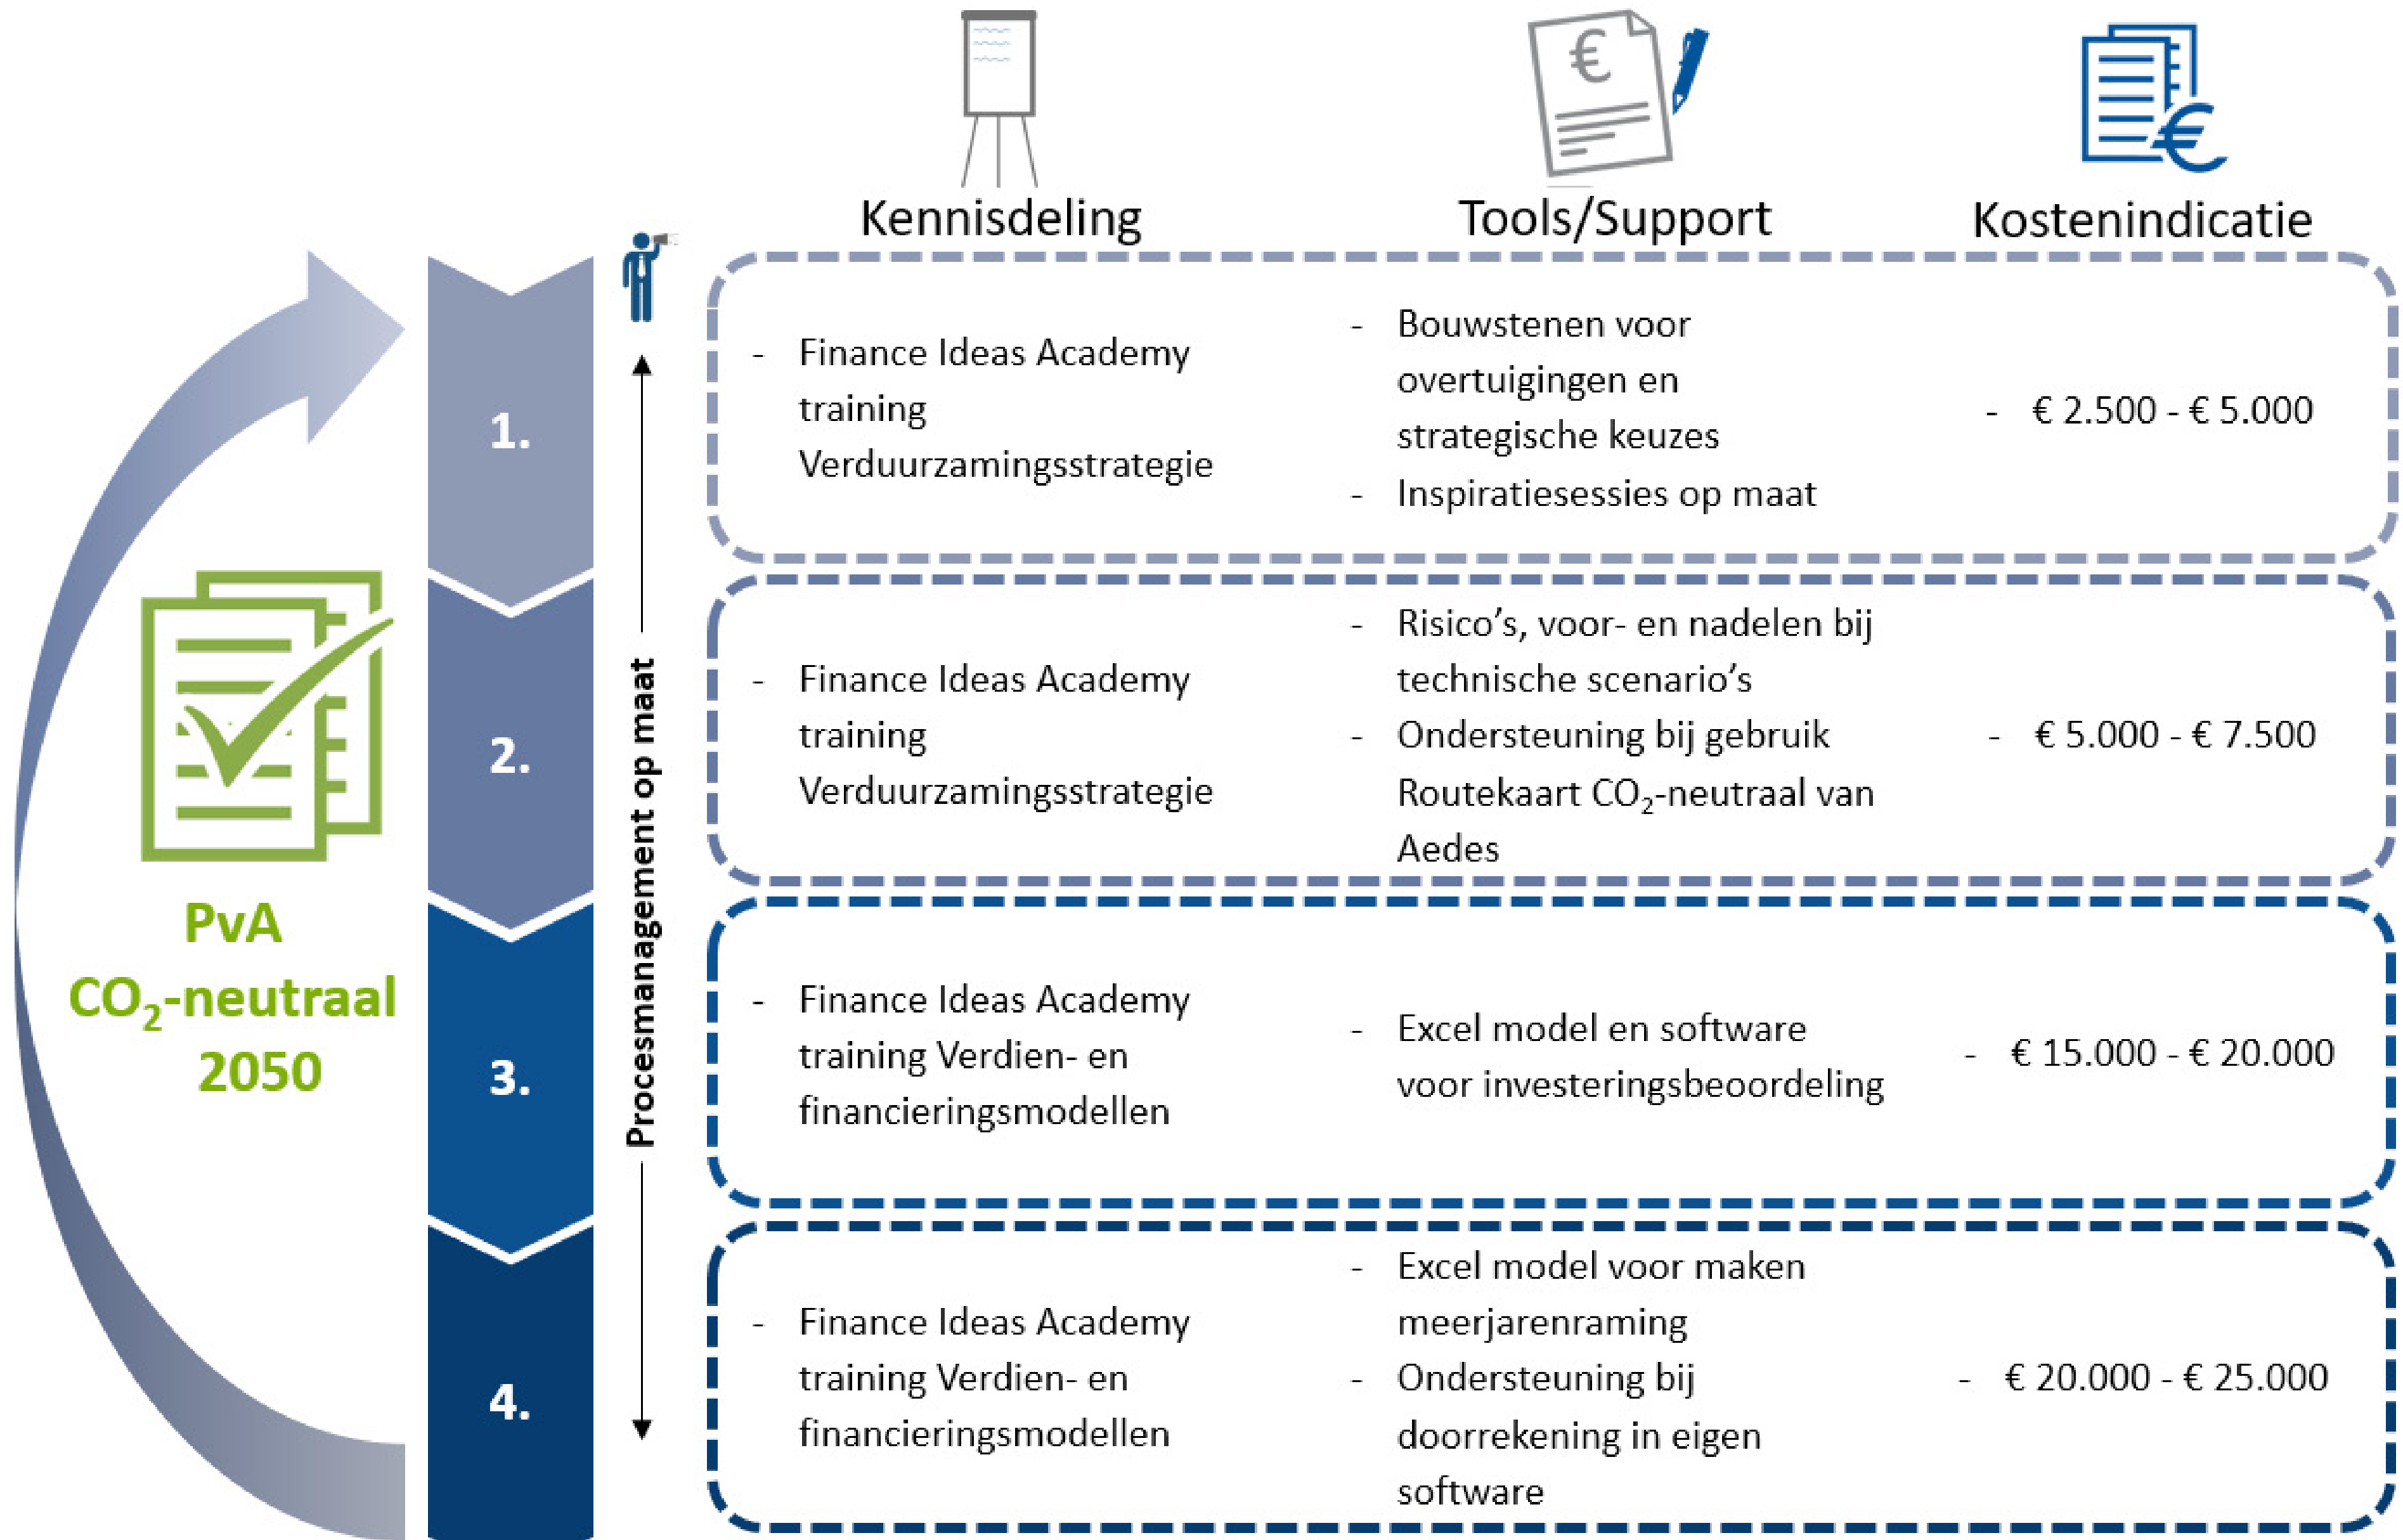 Kennisdeling
Tools/Support
Kostenindicatie
€
€
1.
- Finance Ideas Academy
training
Verduurzamingsstrategie
- Bouwstenen voor
overtuigingen en
strategische keuzes
- Inspiratiesessies op maat
- € 2.500 - € 5.000
2.
- Finance Ideas Academy
training
Verduurzamingsstrategie
- Risico’s, voor- en nadelen bij
technische scenario’s
- Ondersteuning bij gebruik
Routekaart CO₂-neutraal van
Aedes
- € 5.000 - € 7.500
3.
- Finance Ideas Academy
training Verdien- en
financieringsmodellen
- Excel model en software
voor investeringsbeoordeling
- € 15.000 - € 20.000
4.
- Finance Ideas Academy
training Verdien- en
financieringsmodellen
- Excel model voor maken
meerjarenraming
- Ondersteuning bij
doorrekening in eigen
software
- € 20.000 - € 25.000
Procesmanagement op maat
PvA
CO₂-neutraal
2050